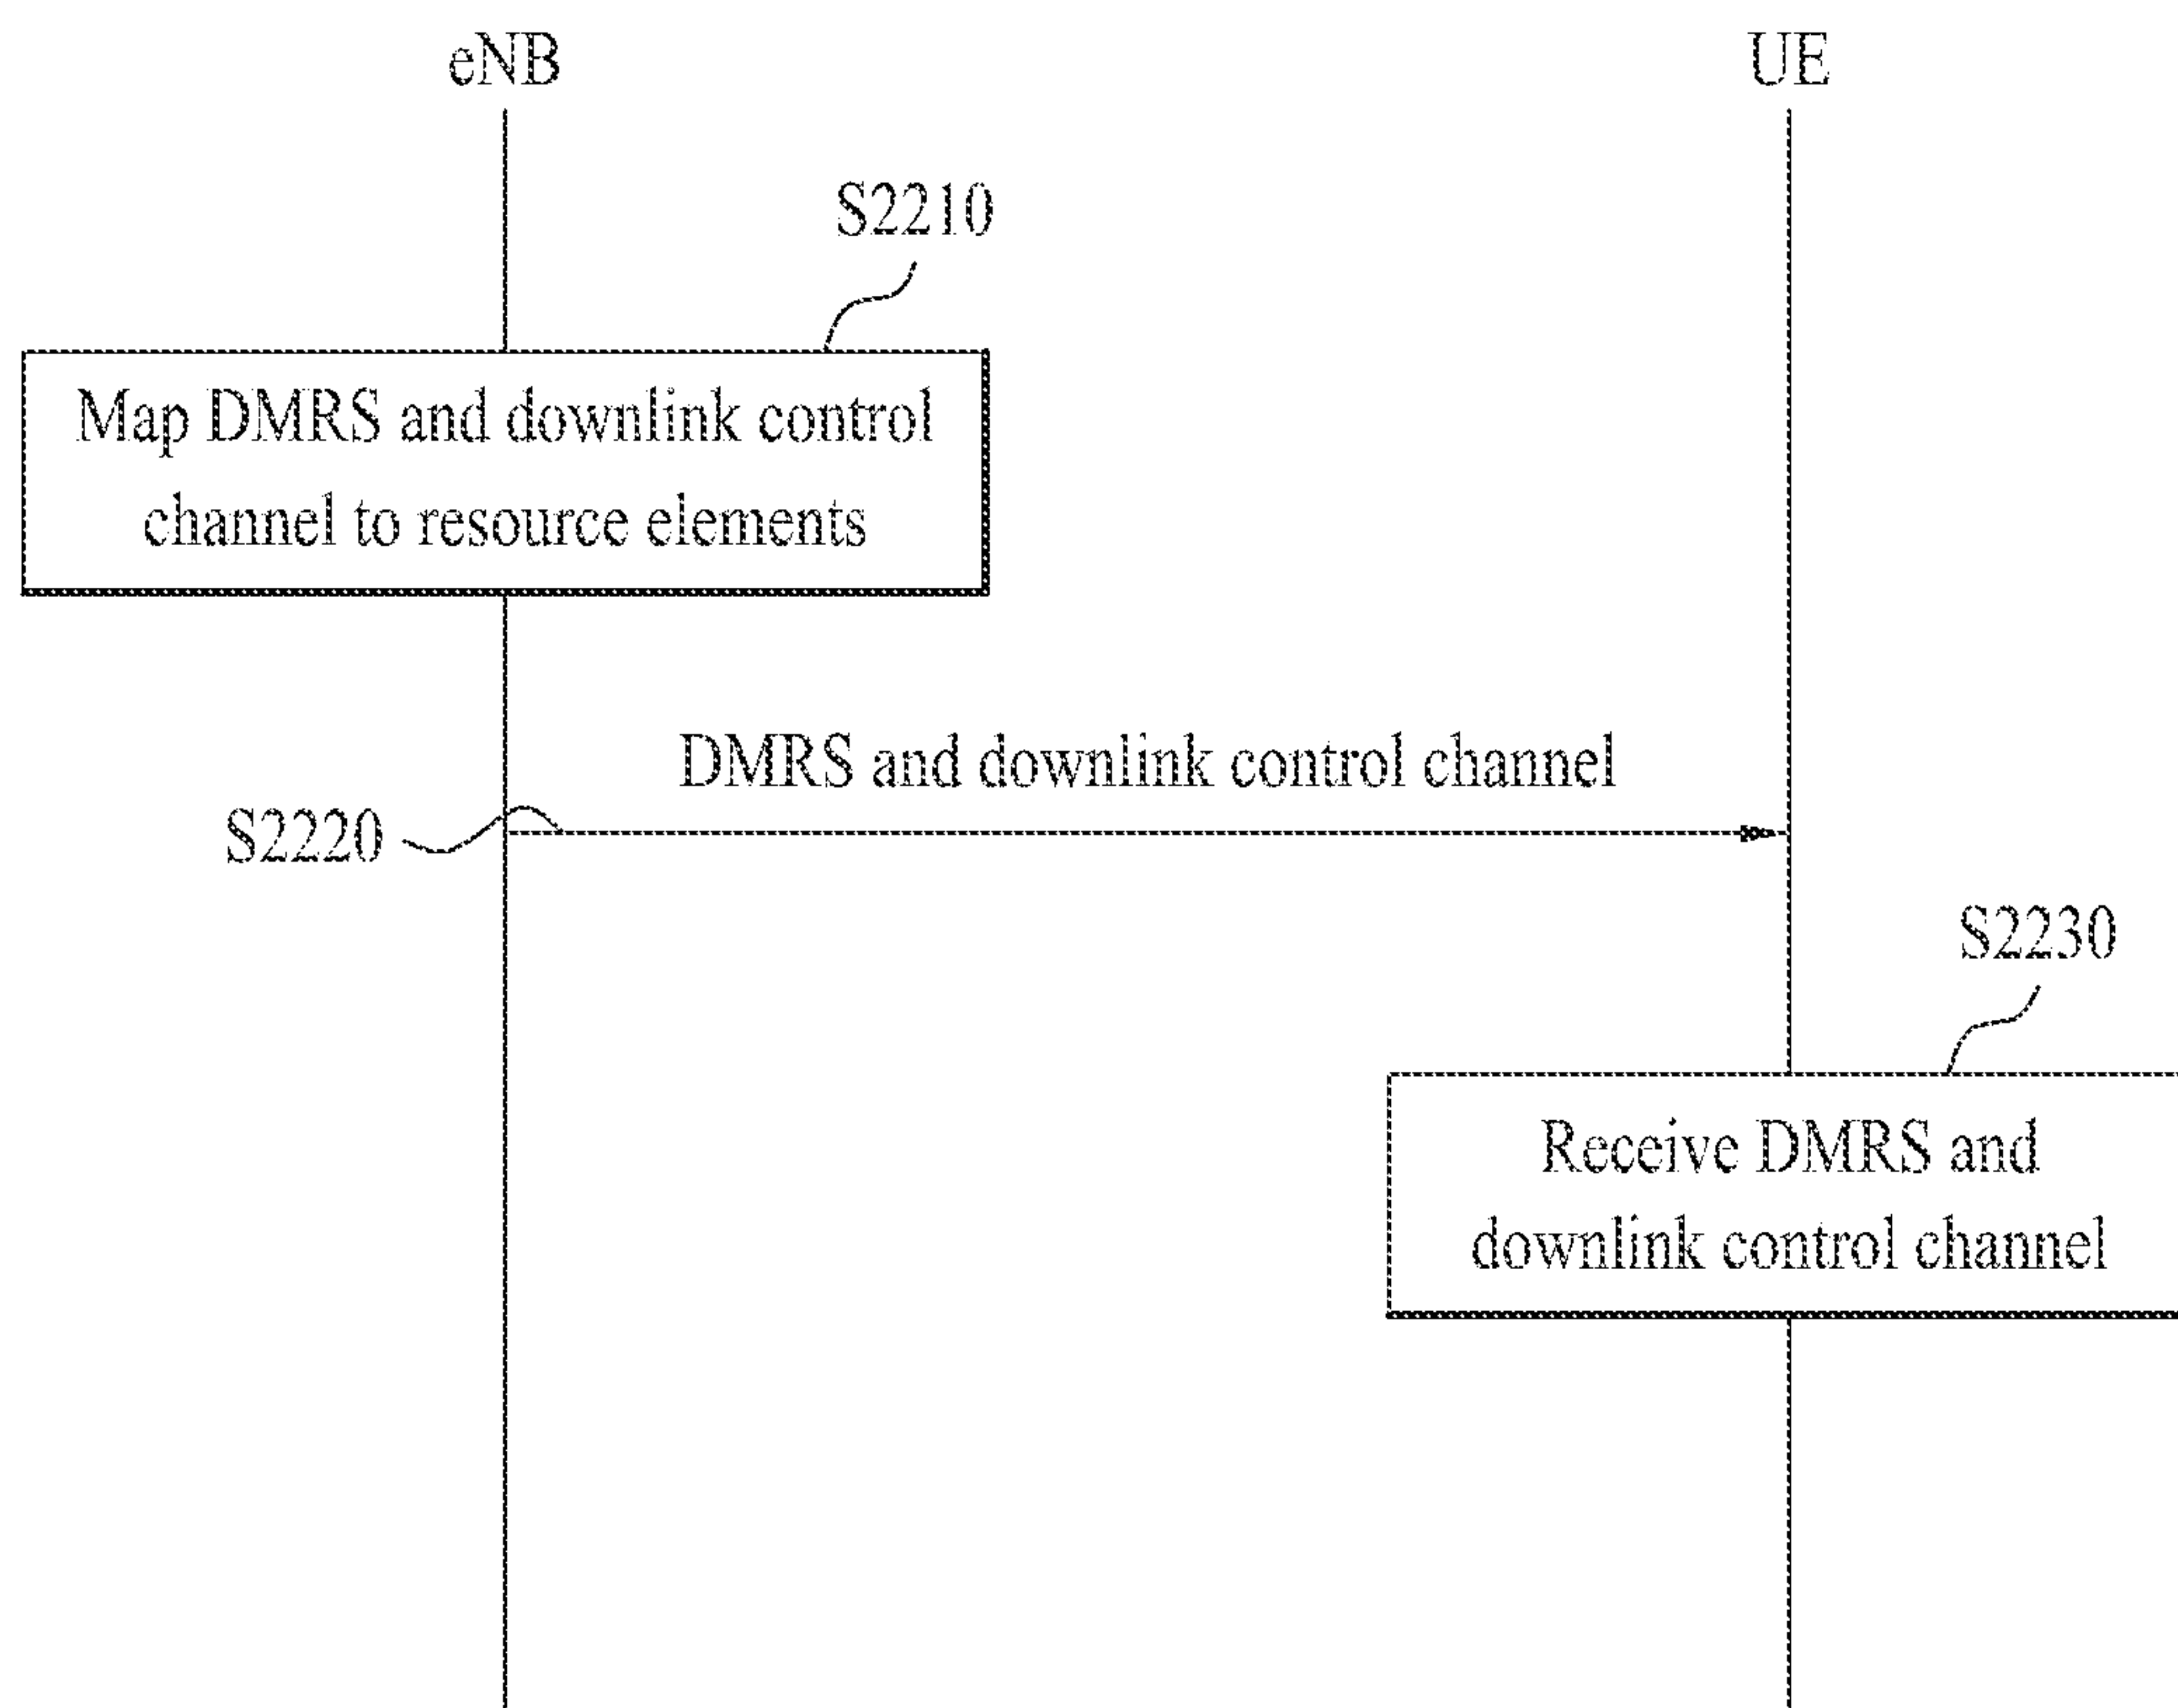 eNB
UE
S2210
Map DMRS and downlink control
channel to resource elements
DMRS and downlink control channel
S2220
S2230
Receive DMRS and
downlink control channel